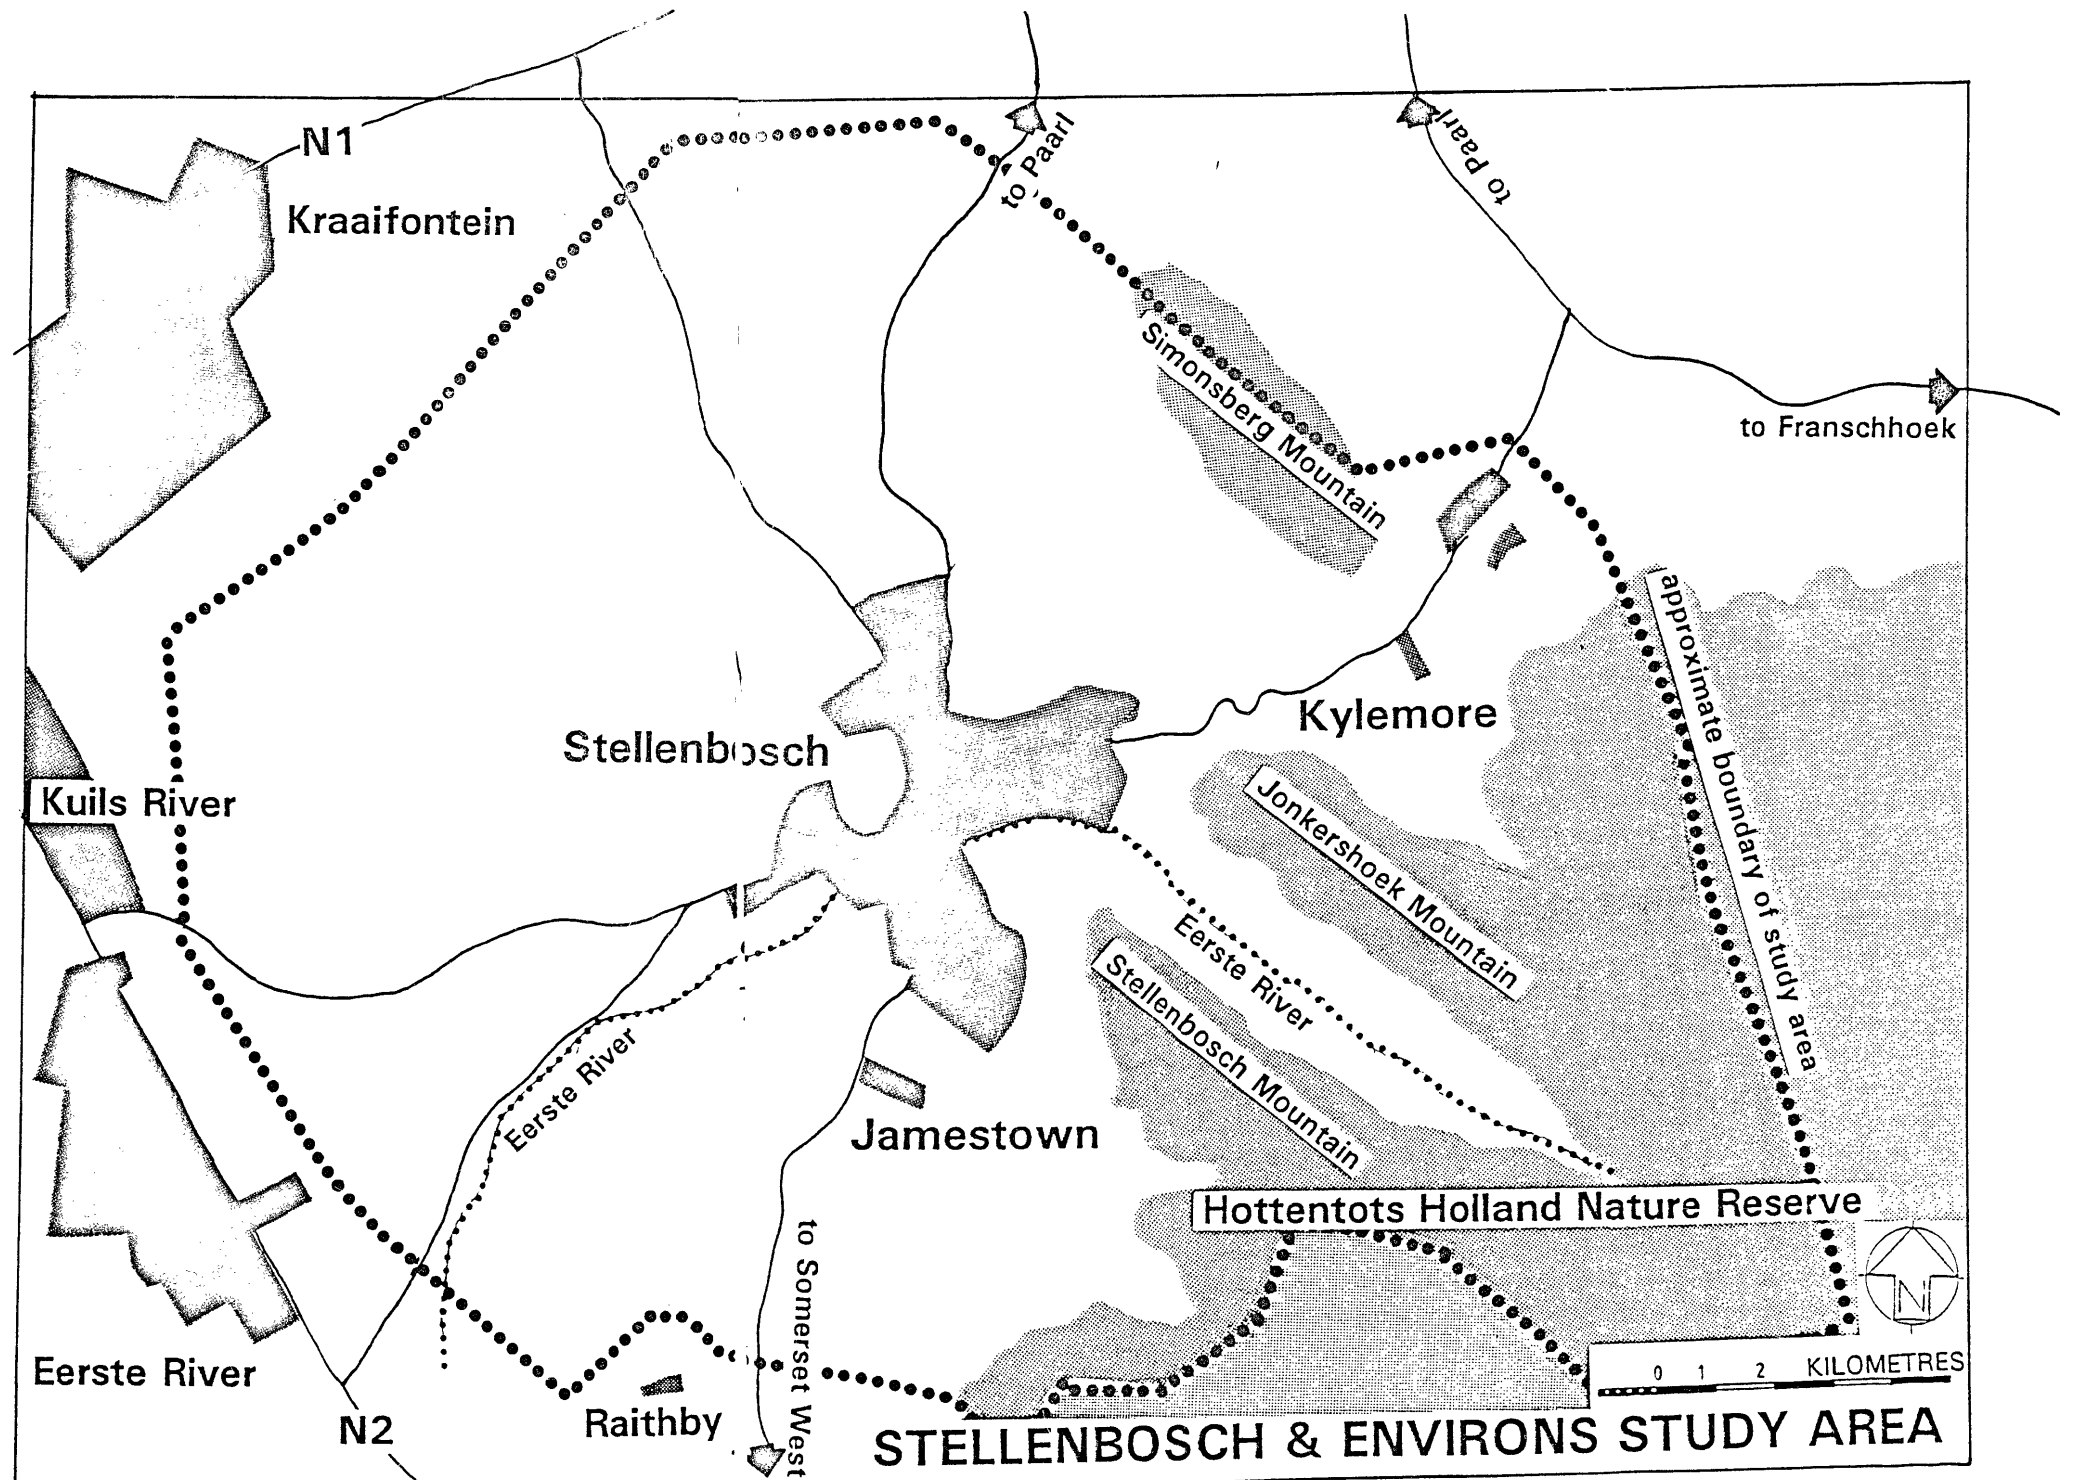 N1
to Paarl
to Paarl
Kraaifontein
Simonsberg Mountain
to Franschhoek
approximate boundary of study area
Kylemore
Stellenbosch
Kuils River
Jonkershoek Mountain
Eerste River
Stellenbosch Mountain
Eerste River
Jamestown
Hottentots Holland Nature Reserve
to Somerset West
N
0 1 2 KILOMETRES
Eerste River
N2
Raithby
STELLENBOSCH & ENVIRONS STUDY AREA